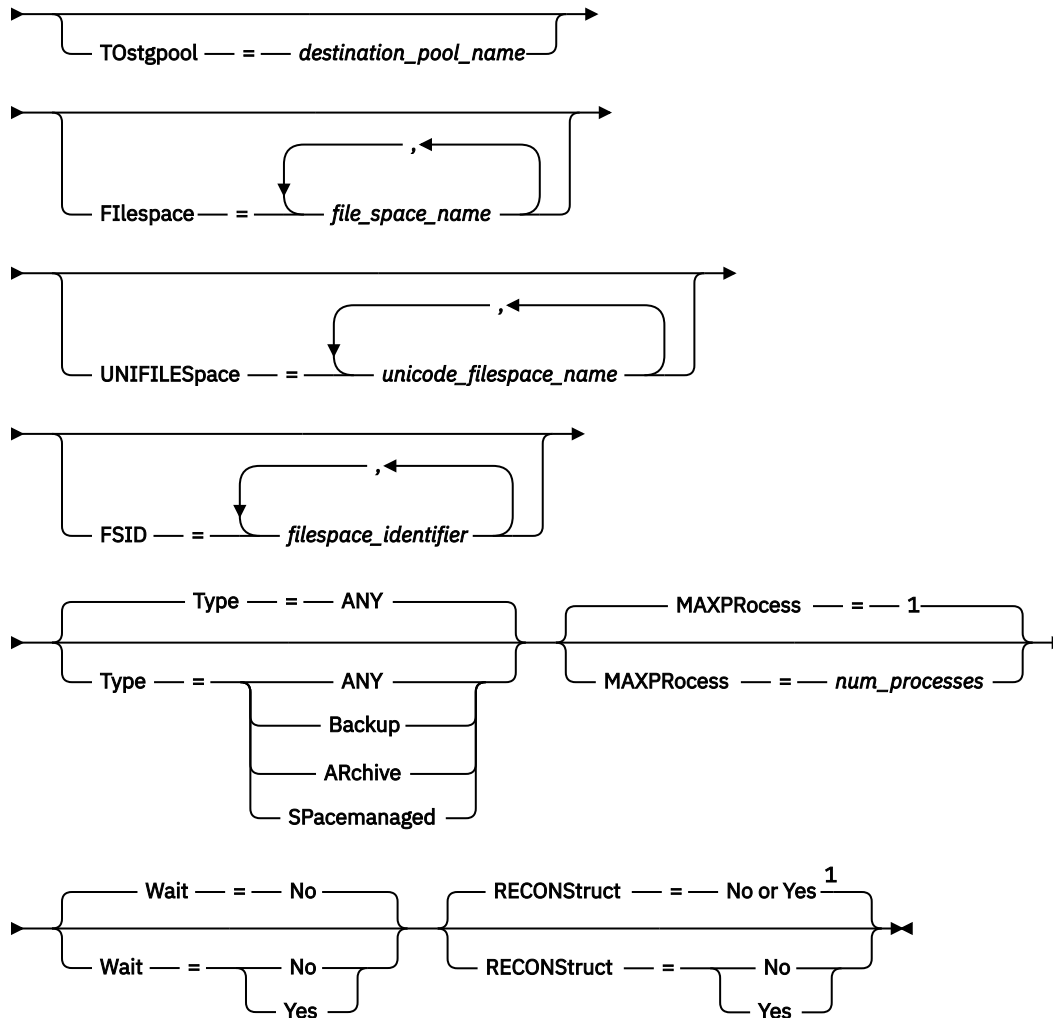 TOstgpool = destination_pool_name
,
FIlespace = file_space_name
,
UNIFILESpace = unicode_filespace_name
,
FSID = filespace_identifier
Type = ANY MAXPRocess = 1
Type = ANY MAXPRocess = num_processes
Backup
ARchive
SPacemanaged
Wait = No RECONStruct = No or Yes 1
Wait = No RECONStruct = No
Yes Yes